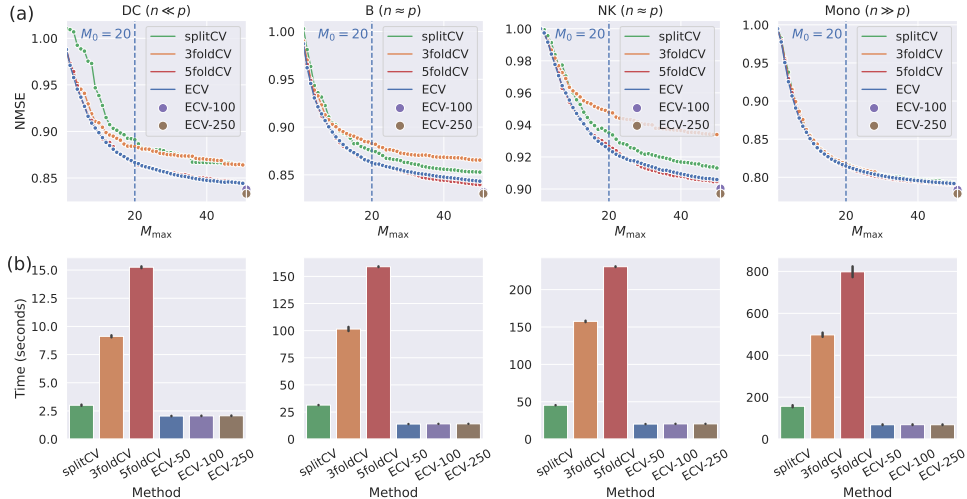 (a)
DC (n ≪ p)
B (n ≈ p)
NK (n ≈ p)
Mono (n ≫ p)
NMSE
1.00
0.95
0.90
0.85
M₀ = 20
splitCV
3foldCV
5foldCV
ECV
ECV-100
ECV-250
20
40
M_max
1.00
0.95
0.90
0.85
M₀ = 20
splitCV
3foldCV
5foldCV
ECV
ECV-100
ECV-250
20
40
M_max
1.00
0.98
0.96
0.94
0.92
0.90
M₀ = 20
splitCV
3foldCV
5foldCV
ECV
ECV-100
ECV-250
20
40
M_max
1.00
0.95
0.90
0.85
0.80
M₀ = 20
splitCV
3foldCV
5foldCV
ECV
ECV-100
ECV-250
20
40
M_max
(b)
Time (seconds)
15.0
12.5
10.0
7.5
5.0
2.5
0.0
splitCV
3foldCV
5foldCV
ECV-50
ECV-100
ECV-250
Method
150
125
100
75
50
25
0
splitCV
3foldCV
5foldCV
ECV-50
ECV-100
ECV-250
Method
200
150
100
50
0
splitCV
3foldCV
5foldCV
ECV-50
ECV-100
ECV-250
Method
800
600
400
200
0
splitCV
3foldCV
5foldCV
ECV-50
ECV-100
ECV-250
Method